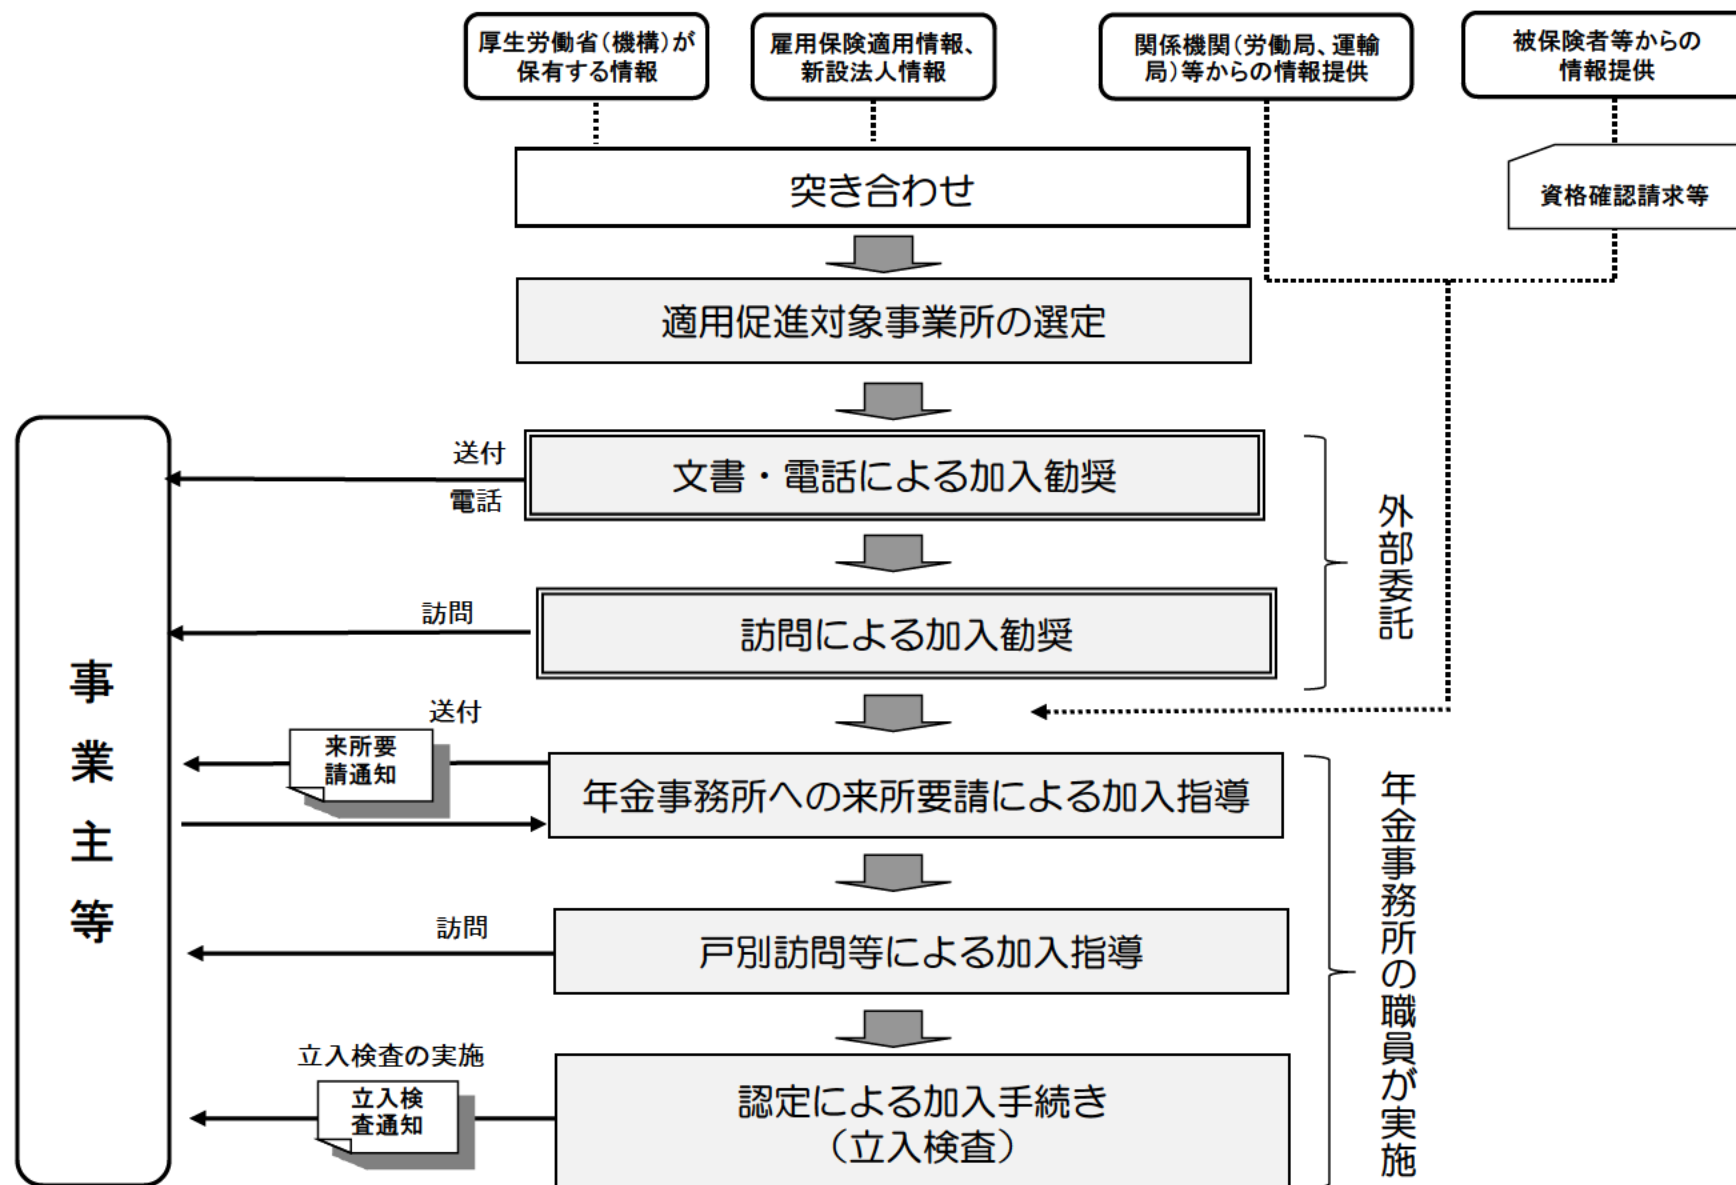 厚生労働省(機構)が
保有する情報
雇用保険適用情報、
新設法人情報
関係機関(労働局、運輸
局)等からの情報提供
被保険者等からの
情報提供
突き合わせ
資格確認請求等
適用促進対象事業所の選定
送付
電話
文書・電話による加入勧奨
外部委託
訪問
訪問による加入勧奨
事業主等
送付
来所要
請通知
年金事務所への来所要請による加入指導
年金事務所の職員が実施
訪問
戸別訪問等による加入指導
立入検査の実施
立入検
査通知
認定による加入手続き
(立入検査)